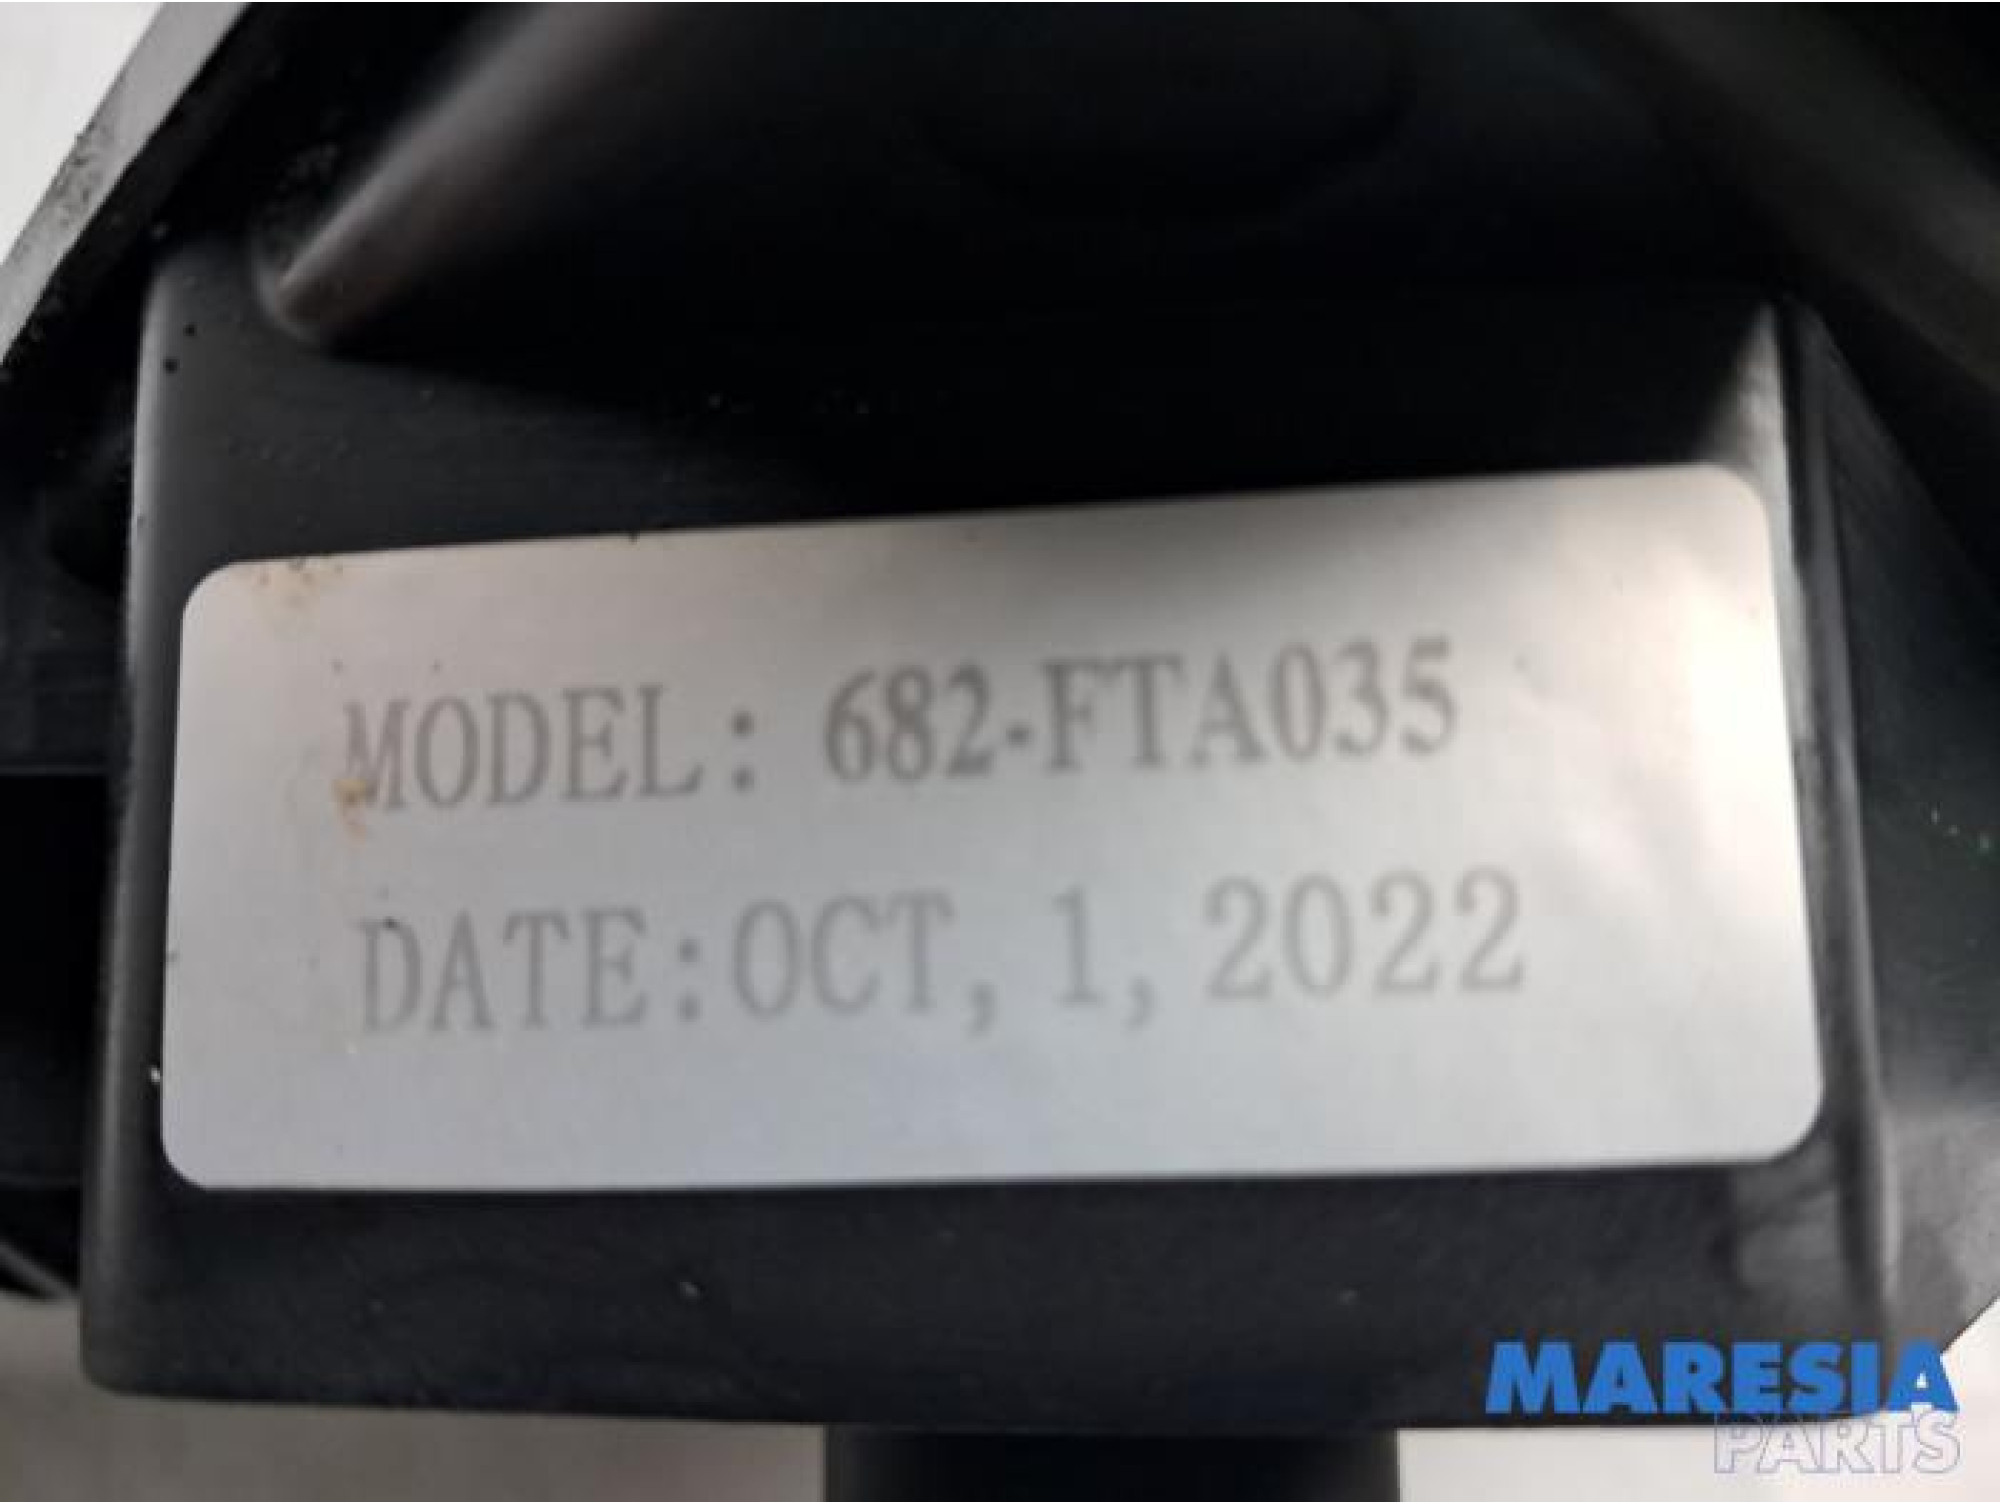 MODEL: 682-FTA035
DATE:OCT, 1, 2022
MARESIA
PARTS